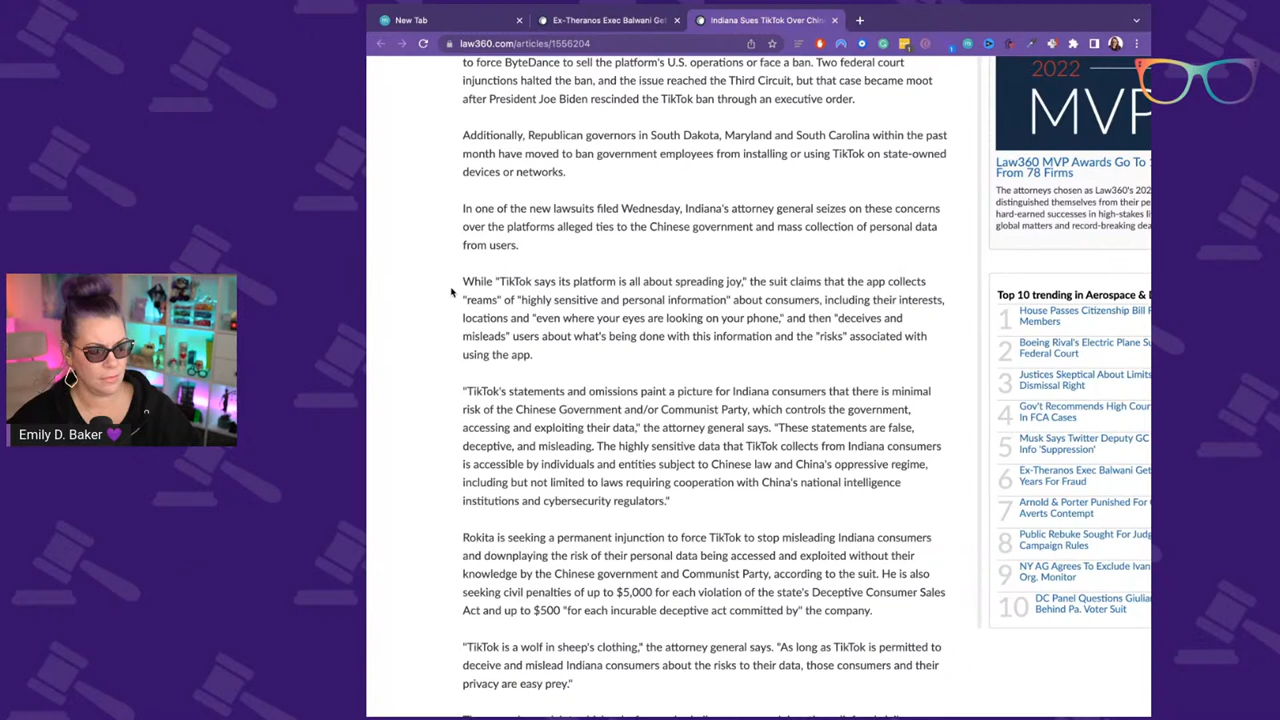 New Tab
Ex-Theranos Exec Balwani Get
Indiana Sues TikTok Over Chin
law360.com/articles/1556204
to force ByteDance to sell the platform's U.S. operations or face a ban. Two federal court
injunctions halted the ban, and the issue reached the Third Circuit, but that case became moot
after President Joe Biden rescinded the TikTok ban through an executive order.
Additionally, Republican governors in South Dakota, Maryland and South Carolina within the past
month have moved to ban government employees from installing or using TikTok on state-owned
devices or networks.
In one of the new lawsuits filed Wednesday, Indiana's attorney general seizes on these concerns
over the platforms alleged ties to the Chinese government and mass collection of personal data
from users.
While "TikTok says its platform is all about spreading joy," the suit claims that the app collects
"reams" of "highly sensitive and personal information" about consumers, including their interests,
locations and "even where your eyes are looking on your phone," and then "deceives and
misleads" users about what's being done with this information and the "risks" associated with
using the app.
"TikTok's statements and omissions paint a picture for Indiana consumers that there is minimal
risk of the Chinese Government and/or Communist Party, which controls the government,
accessing and exploiting their data," the attorney general says. "These statements are false,
deceptive, and misleading. The highly sensitive data that TikTok collects from Indiana consumers
is accessible by individuals and entities subject to Chinese law and China's oppressive regime,
including but not limited to laws requiring cooperation with China's national intelligence
institutions and cybersecurity regulators."
Rokita is seeking a permanent injunction to force TikTok to stop misleading Indiana consumers
and downplaying the risk of their personal data being accessed and exploited without their
knowledge by the Chinese government and Communist Party, according to the suit. He is also
seeking civil penalties of up to $5,000 for each violation of the state's Deceptive Consumer Sales
Act and up to $500 "for each incurable deceptive act committed by" the company.
"TikTok is a wolf in sheep's clothing," the attorney general says. "As long as TikTok is permitted to
deceive and mislead Indiana consumers about the risks to their data, those consumers and their
privacy are easy prey."
2022
MVP
Law360 MVP Awards Go To
From 78 Firms
The attorneys chosen as Law360's 202
distinguished themselves from their pe
hard-earned successes in high-stakes li
global matters and record-breaking dea
Top 10 trending in Aerospace & D
1 House Passes Citizenship Bill F
Members
2 Boeing Rival's Electric Plane Su
Federal Court
3 Justices Skeptical About Limits
Dismissal Right
4 Gov't Recommends High Cour
In FCA Cases
5 Musk Says Twitter Deputy GC
Info 'Suppression'
6 Ex-Theranos Exec Balwani Get
Years For Fraud
7 Arnold & Porter Punished For C
Averts Contempt
8 Public Rebuke Sought For Judg
Campaign Rules
9 NY AG Agrees To Exclude Ivan
Org. Monitor
10 DC Panel Questions Giulia
Behind Pa. Voter Suit
Emily D. Baker 💜